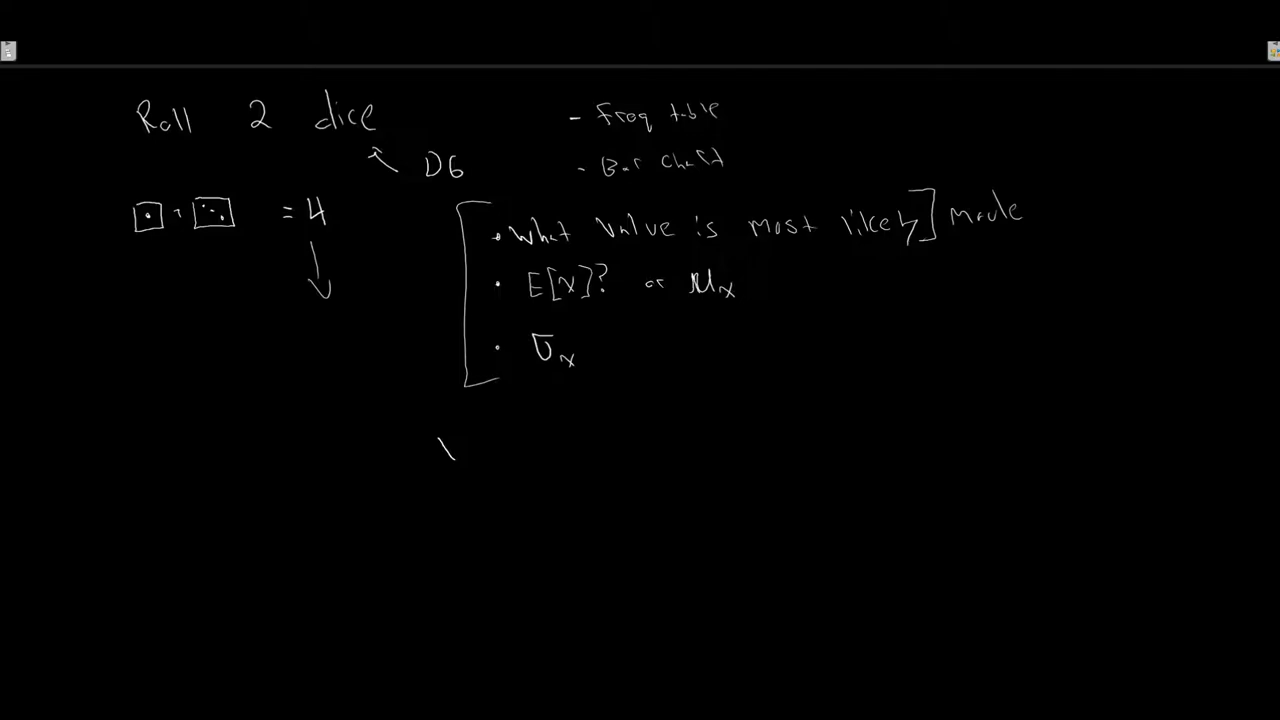 Roll 2 dice
D6
- Freq table
- Bar chart
+ = 4
• What value is most likely] Mode
• E[X]? or μx
• σx